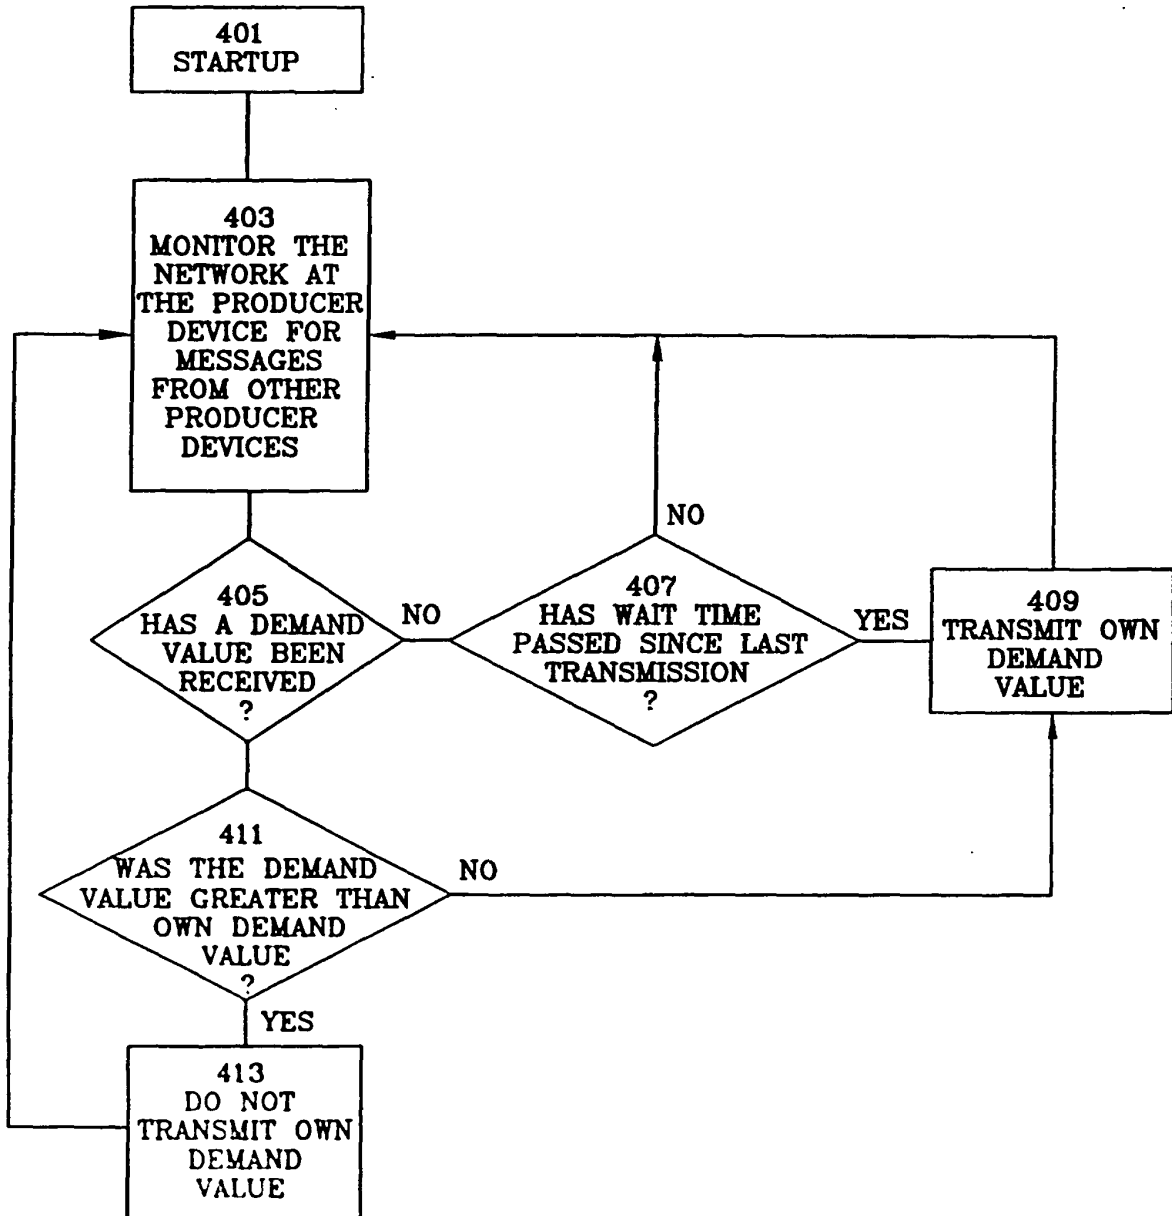 401
STARTUP
403
MONITOR THE
NETWORK AT
THE PRODUCER
DEVICE FOR
MESSAGES
FROM OTHER
PRODUCER
DEVICES
NO
405
HAS A DEMAND
VALUE BEEN
RECEIVED
?
NO
407
HAS WAIT TIME
PASSED SINCE LAST
TRANSMISSION
?
YES
409
TRANSMIT OWN
DEMAND
VALUE
411
WAS THE DEMAND
VALUE GREATER THAN
OWN DEMAND
VALUE
?
NO
YES
413
DO NOT
TRANSMIT OWN
DEMAND
VALUE